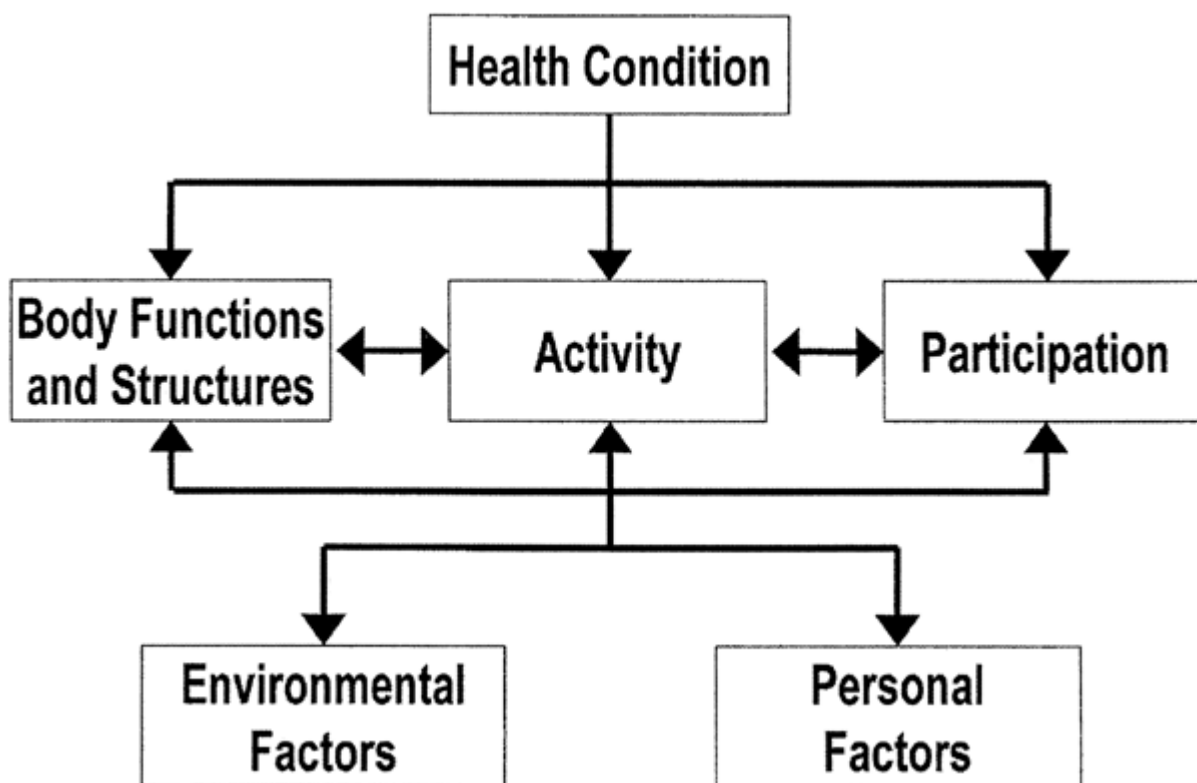 Health Condition
Body Functions
and Structures
Activity
Participation
Environmental
Factors
Personal
Factors